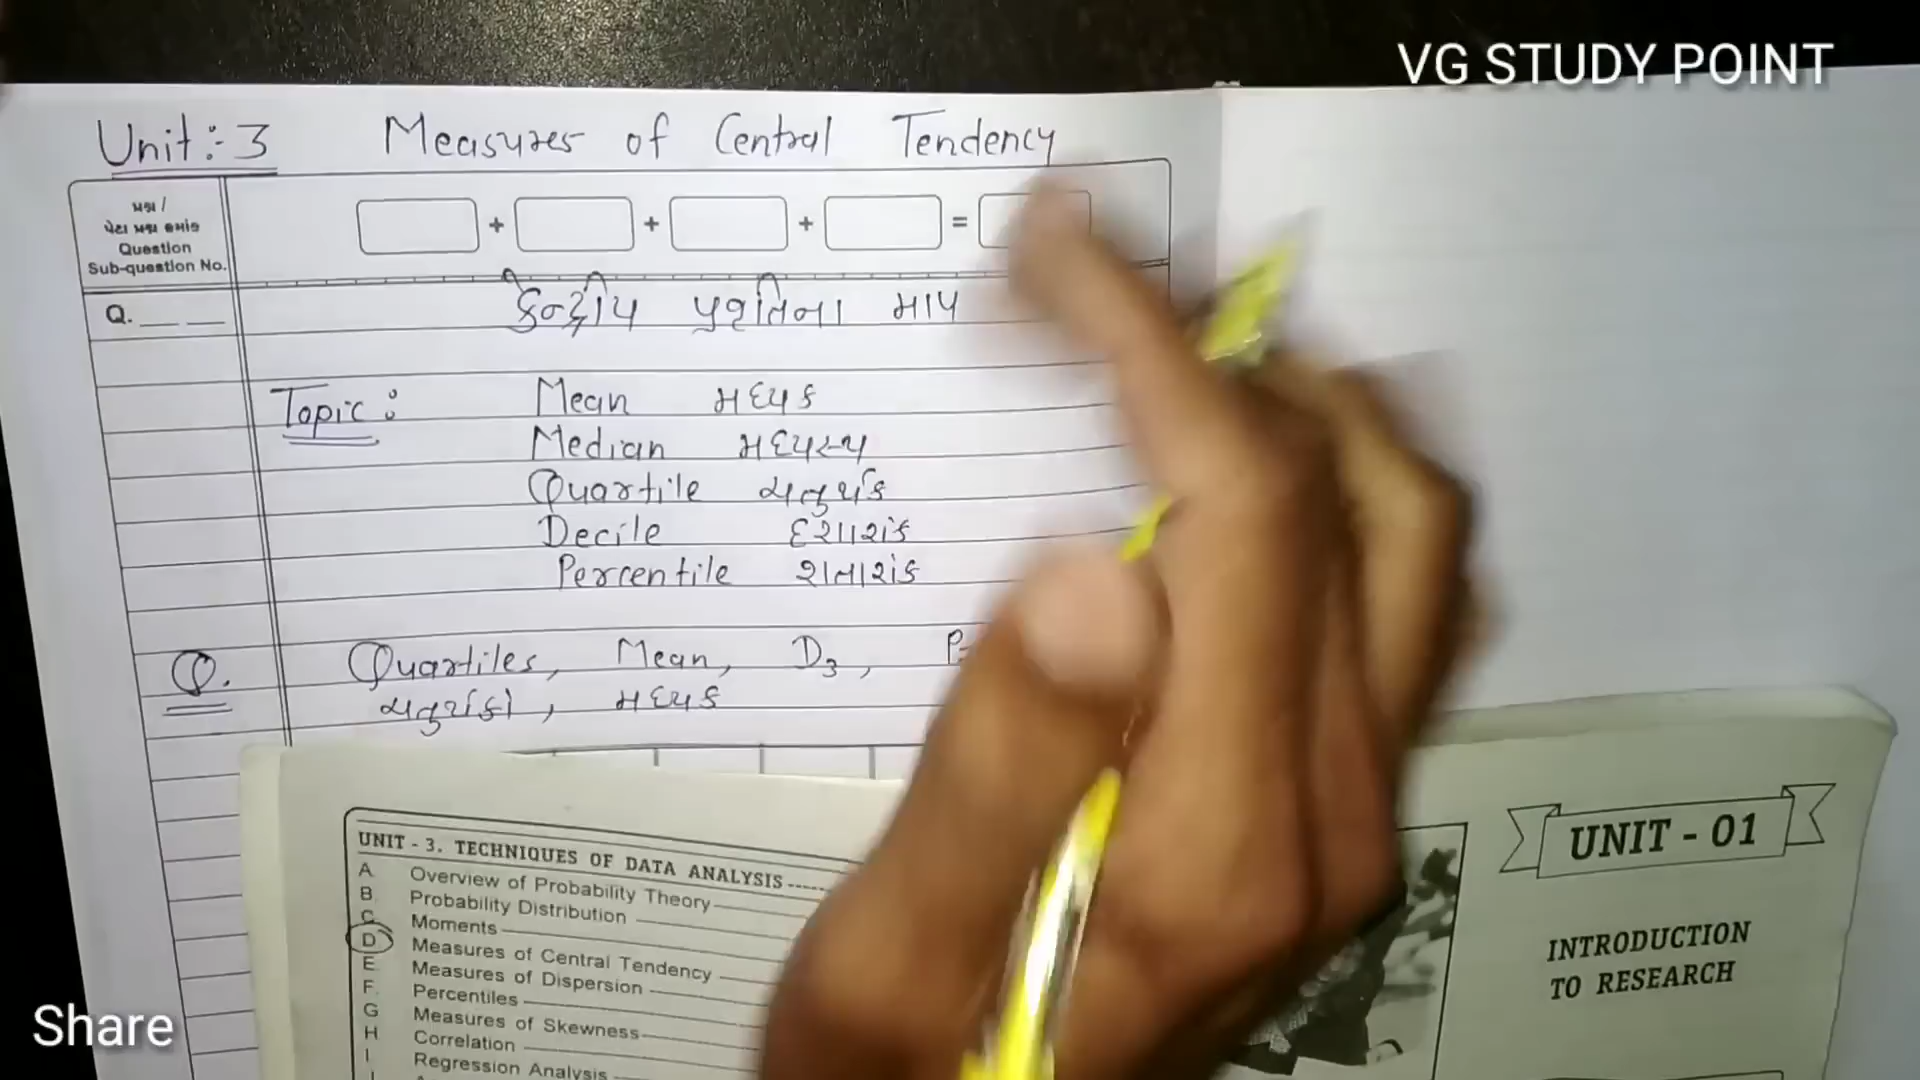 VG STUDY POINT
Unit :- 3 Measures of Central Tendency
પ્રશ્ન /
પેટા પ્રશ્ન ક્રમાંક
Question
Sub-question No.
+ + + =
Q. __ __
માપ
Topic : Mean મધ્યક
Median મધ્યસ્થ
Quartile ચતુર્થક
Decile દશાશંક
Percentile શતાશંક
Q. Quartiles, Mean, D3, P
ચતુર્થકો, મધ્યક
UNIT - 3. TECHNIQUES OF DATA ANALYSIS
A. Overview of Probability Theory
B. Probability Distribution
C. Moments
D Measures of Central Tendency
E. Measures of Dispersion
F. Percentiles
G Measures of Skewness
H Correlation
I. Regression Analysis
UNIT - 01
INTRODUCTION
TO RESEARCH
Share